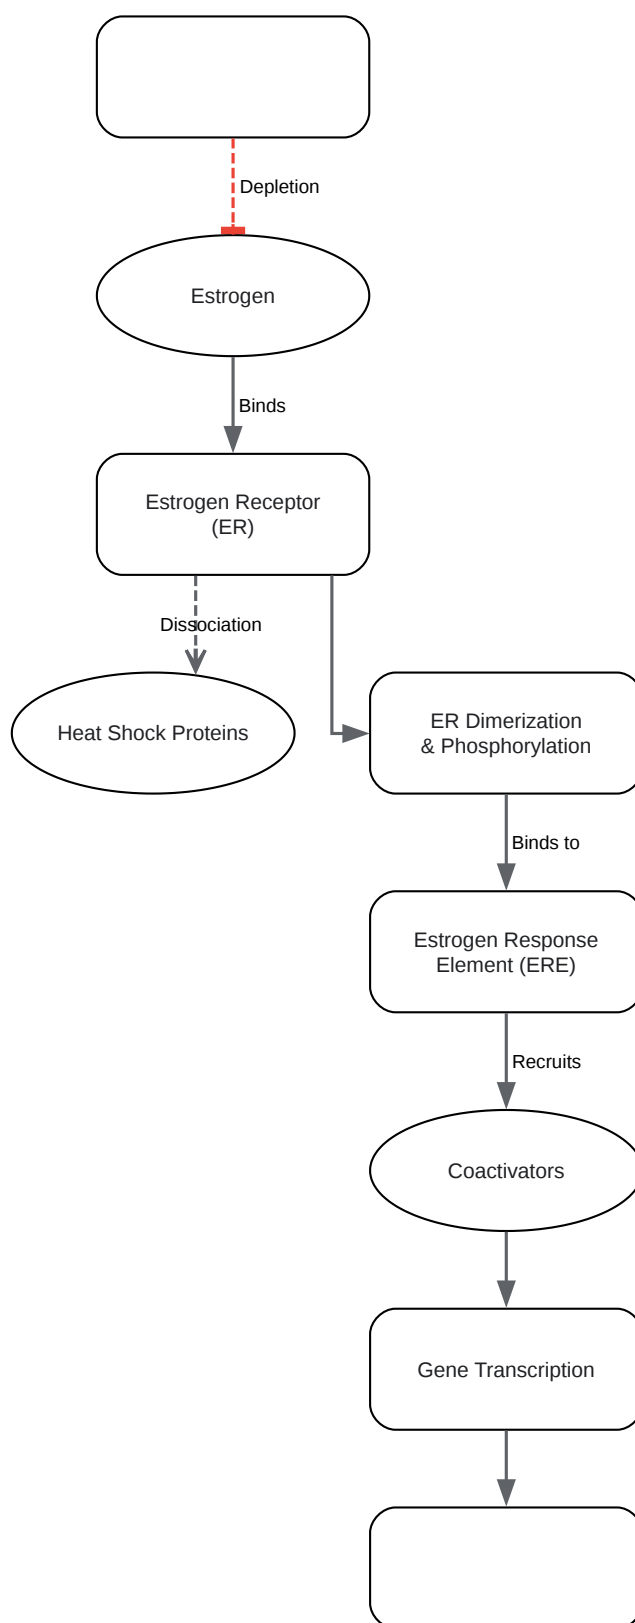 Depletion
Estrogen
Binds
Estrogen Receptor
(ER)
Dissociation
Heat Shock Proteins
ER Dimerization
& Phosphorylation
Binds to
Estrogen Response
Element (ERE)
Recruits
Coactivators
Gene Transcription